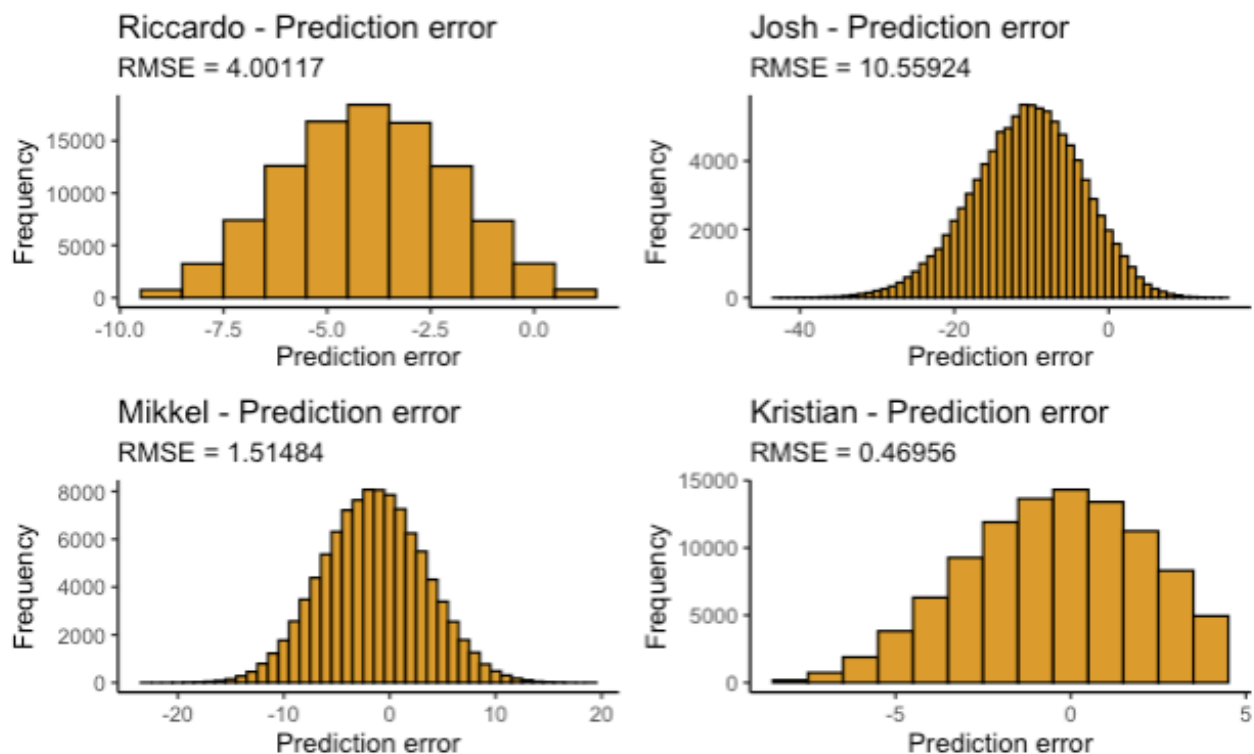 Riccardo - Prediction error
RMSE = 4.00117
Frequency
15000
10000
5000
0
-10.0 -7.5 -5.0 -2.5 0.0
Prediction error
Josh - Prediction error
RMSE = 10.55924
Frequency
4000
2000
0
-40 -20 0
Prediction error
Mikkel - Prediction error
RMSE = 1.51484
Frequency
8000
6000
4000
2000
0
-20 -10 0 10 20
Prediction error
Kristian - Prediction error
RMSE = 0.46956
Frequency
15000
10000
5000
0
-5 0 5
Prediction error